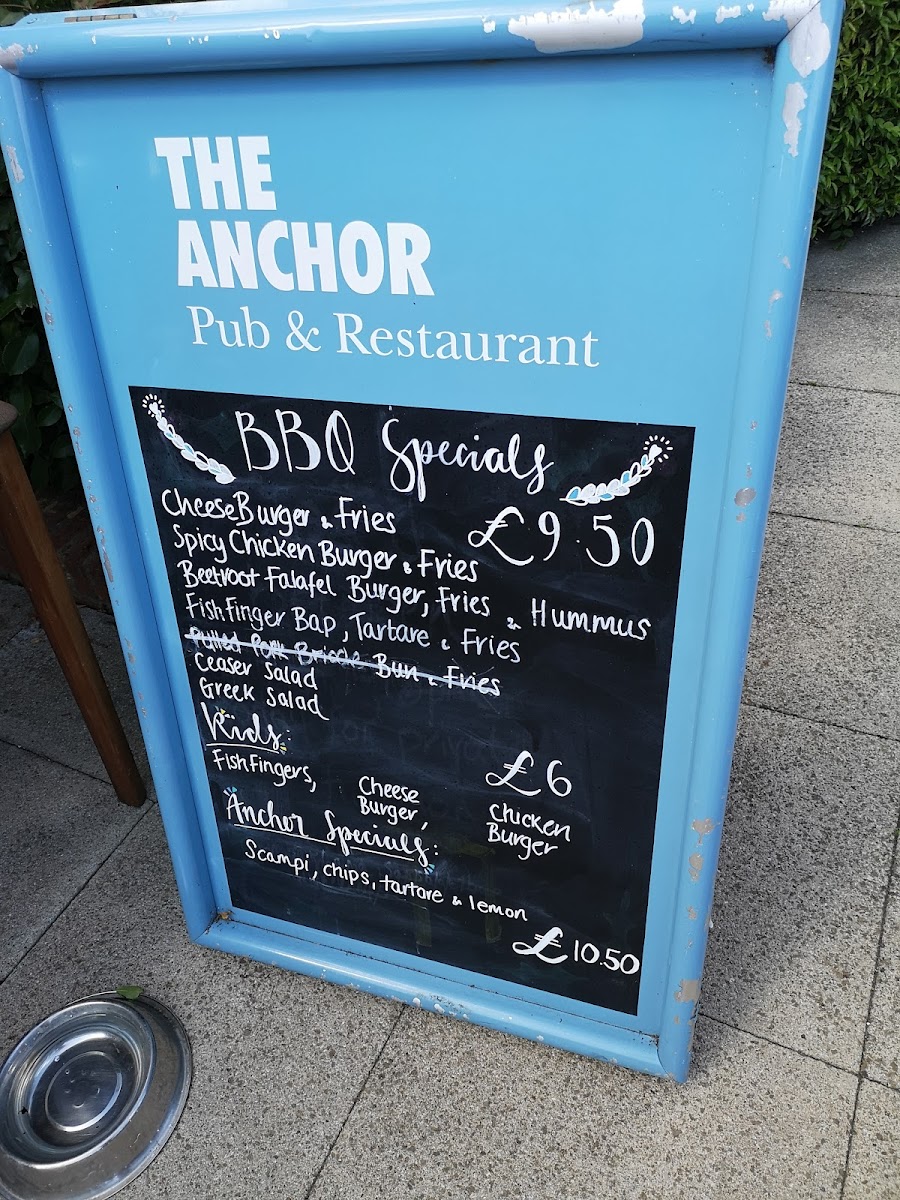 THE
ANCHOR
Pub & Restaurant
BBQ Specials
CheeseBurger & Fries £9.50
Spicy Chicken Burger & Fries
Beetroot Falafel Burger, Fries & Hummus
Fish finger Bap, Tartare & Fries
Pulled Pork Brioche Bun & Fries
Ceaser Salad
Greek Salad
Kids: £6
Fish Fingers, Cheese Burger, Chicken Burger
Anchor Specials:
Scampi, chips, tartare & lemon
£10.50